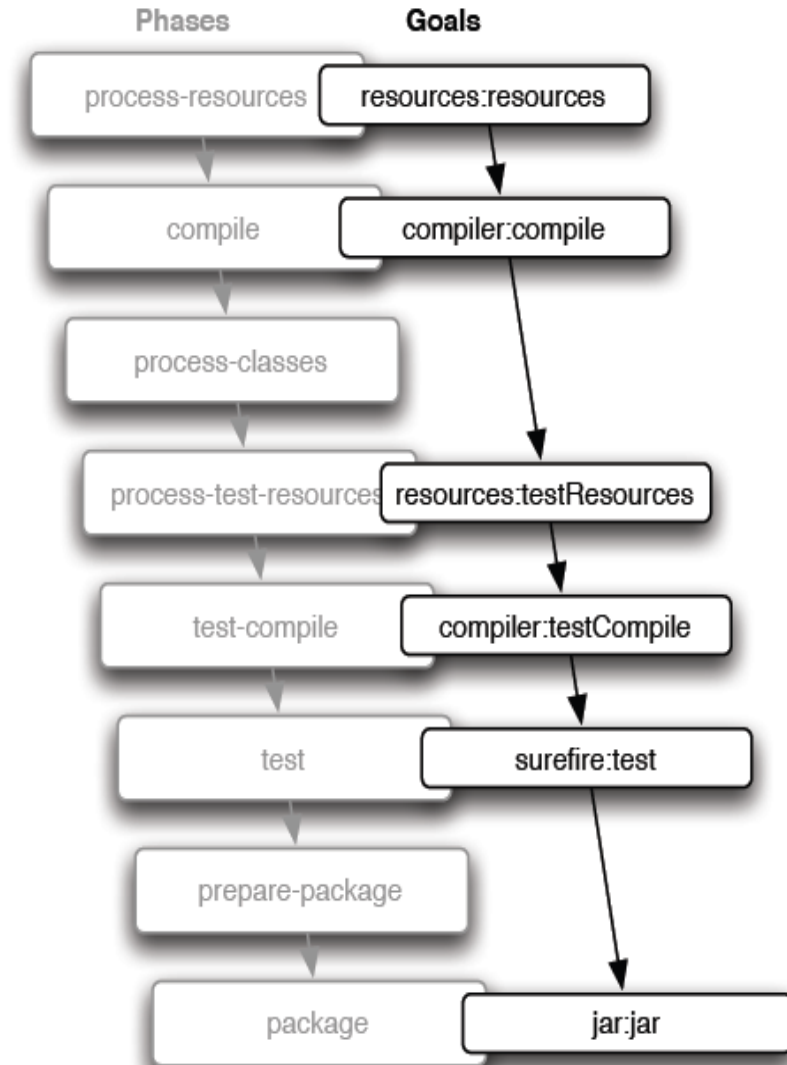 Phases Goals
process-resources resources:resources
compile compiler:compile
process-classes
process-test-resources resources:testResources
test-compile compiler:testCompile
test surefire:test
prepare-package
package jar:jar